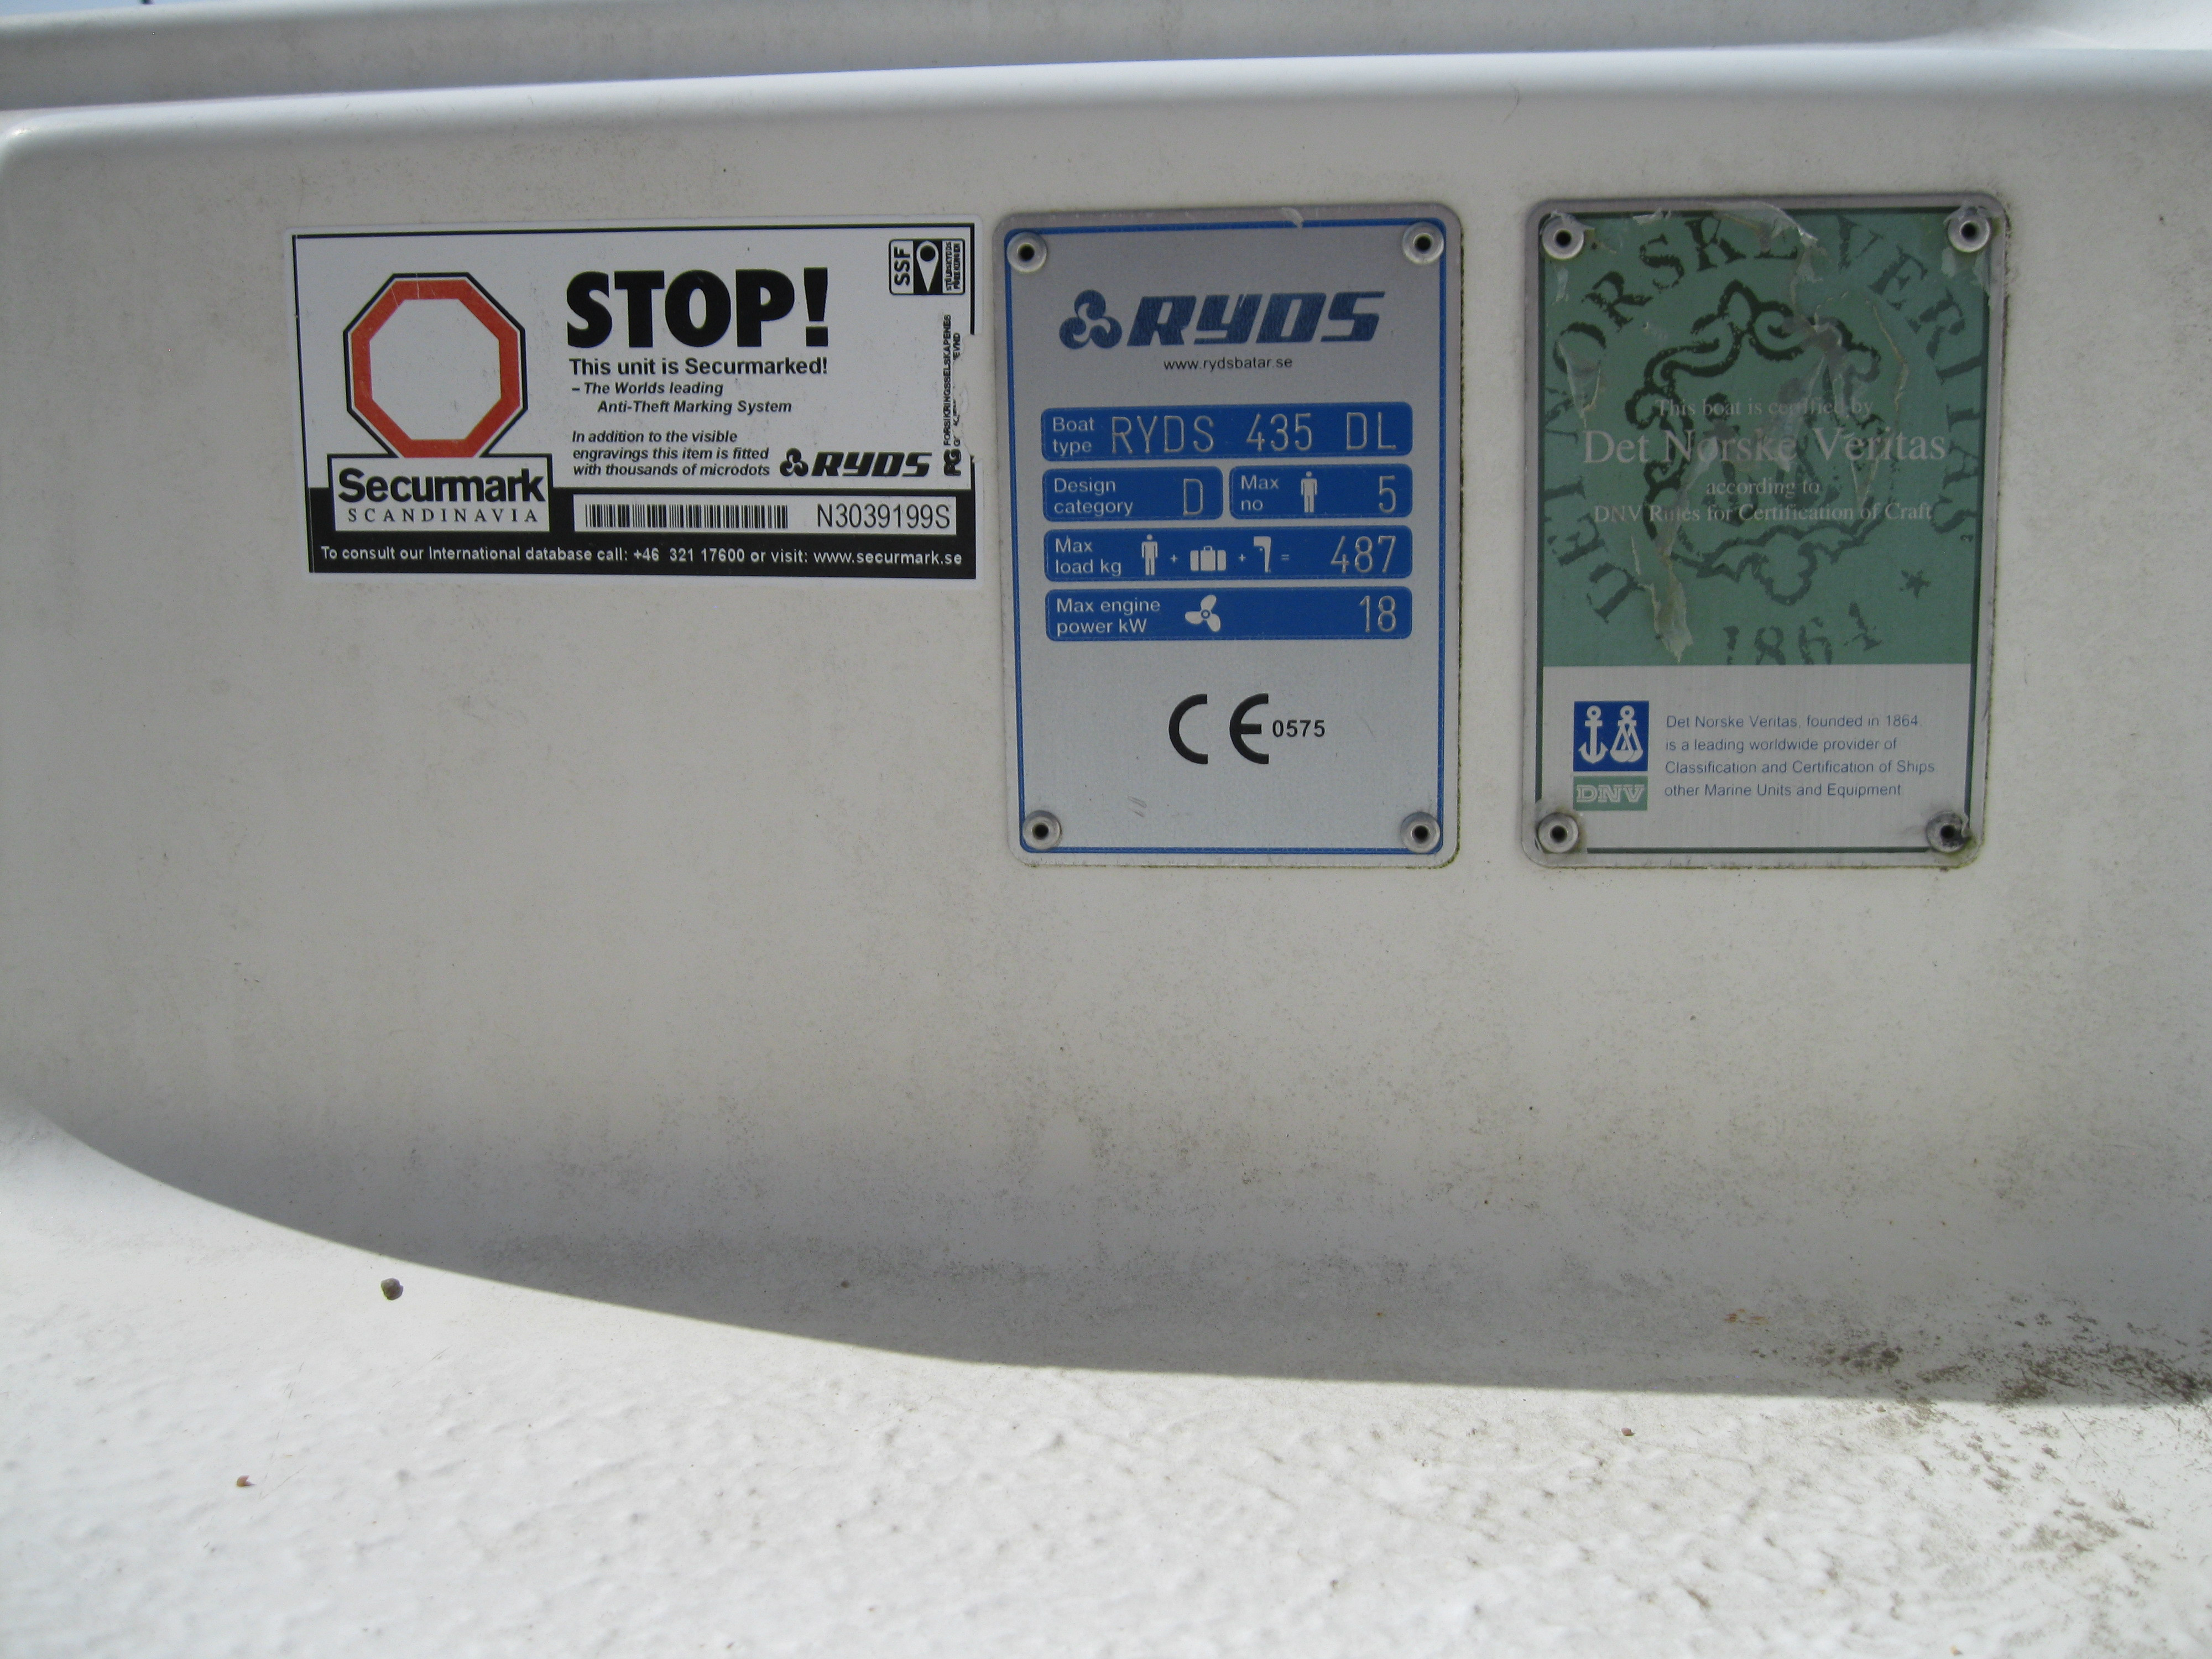 STOP!
This unit is Securmarked!
– The Worlds leading
Anti-Theft Marking System
In addition to the visible
engravings this item is fitted
with thousands of microdots
RYDS
SSF
Securmark
SCANDINAVIA
N3039199S
To consult our International database call: +46 321 17600 or visit: www.securmark.se
RYDS
www.rydsbatar.se
Boat type RYDS 435 DL
Design category D
Max no 5
Max load kg + + = 487
Max engine power kW 18
CE 0575
DET NORSKE VERITAS
This boat is certified by
Det Norske Veritas
according to
DNV Rules for Certification of Craft
1864
Det Norske Veritas, founded in 1864,
is a leading worldwide provider of
Classification and Certification of Ships,
other Marine Units and Equipment
DNV